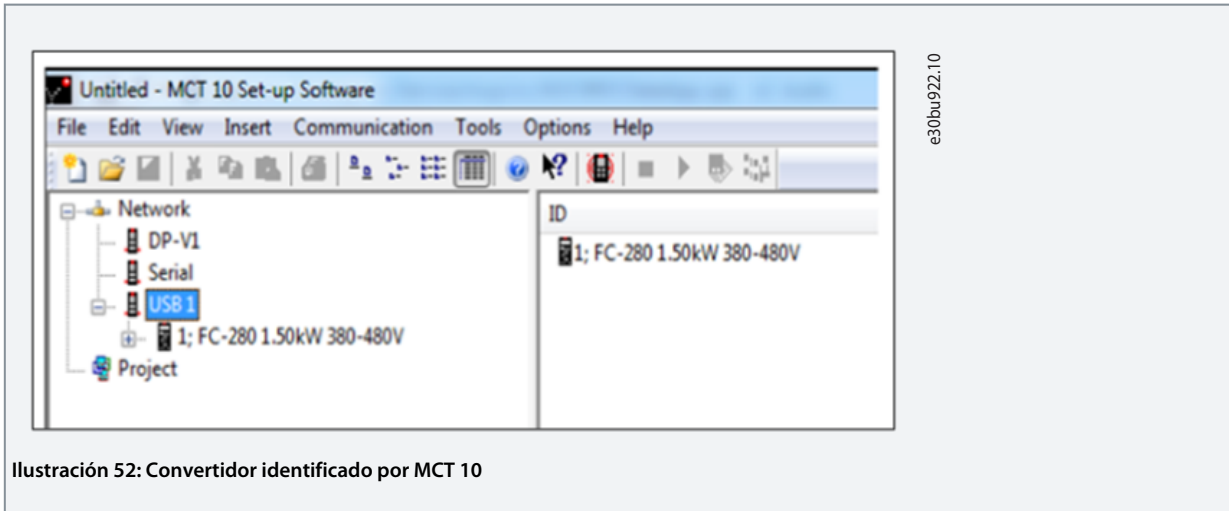 Untitled - MCT 10 Set-up Software
File Edit View Insert Communication Tools Options Help
Network
DP-V1
Serial
USB 1
1; FC-280 1.50kW 380-480V
Project
ID
1; FC-280 1.50kW 380-480V
e30bu922.10
Ilustración 52: Convertidor identificado por MCT 10